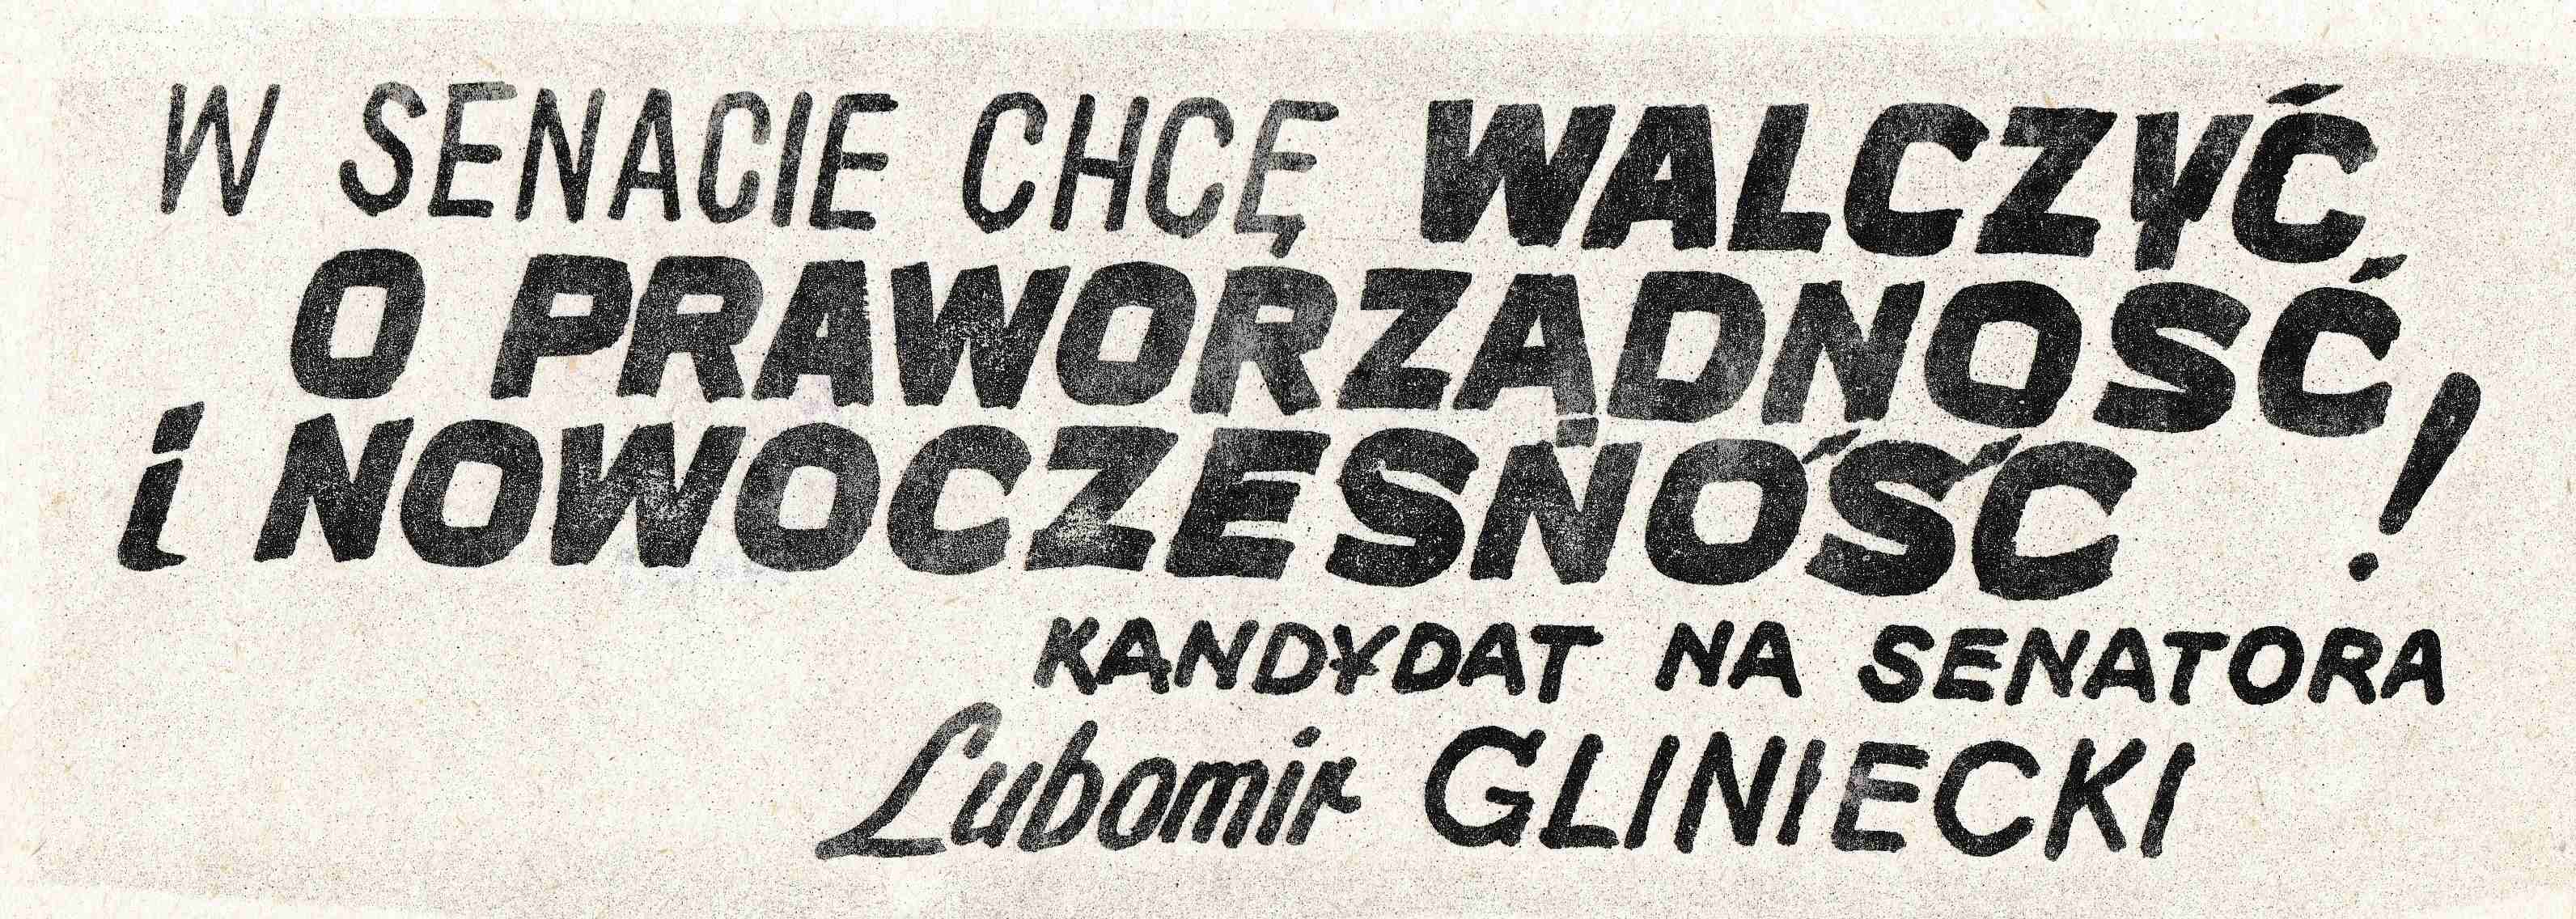 W SENACIE CHCĘ WALCZYĆ
O PRAWORZĄDNOŚĆ
i NOWOCZESNOŚĆ!
KANDYDAT NA SENATORA
Lubomir GLINIECKI